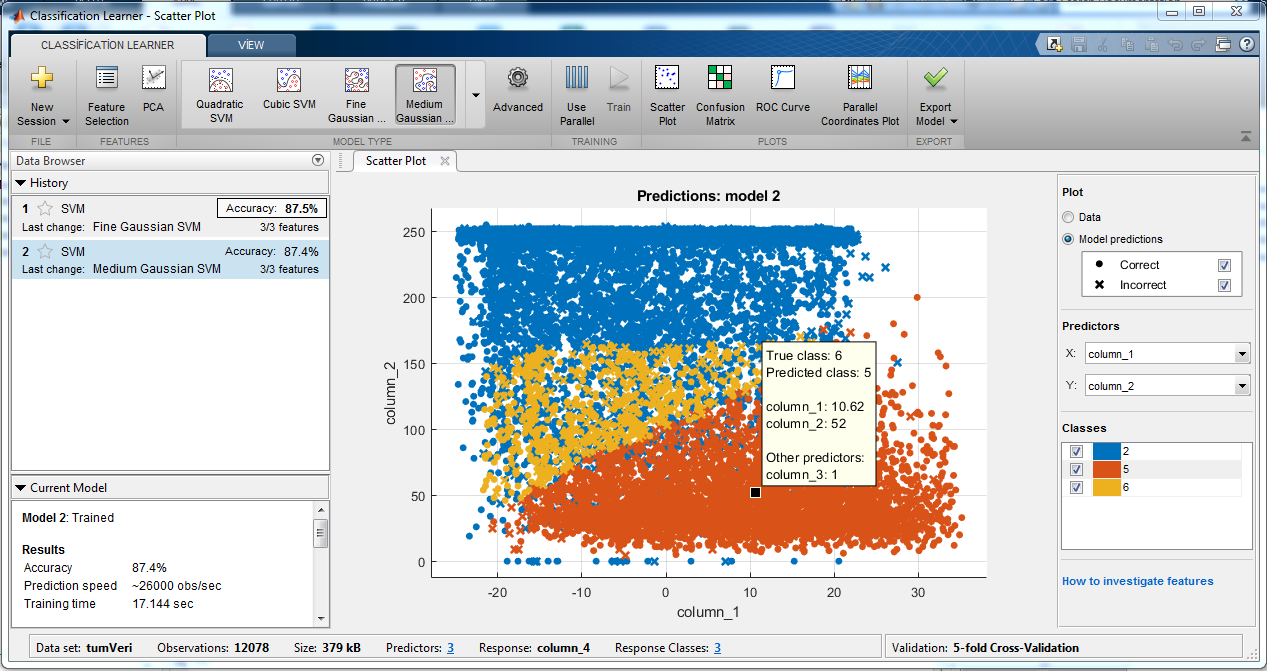 Classification Learner - Scatter Plot
CLASSİFİCATİON LEARNER
VİEW
New Session
Feature Selection
PCA
Quadratic SVM
Cubic SVM
Fine Gaussian ...
Medium Gaussian ...
Advanced
Use Parallel
Train
Scatter Plot
Confusion Matrix
ROC Curve
Parallel Coordinates Plot
Export Model
FILE
FEATURES
MODEL TYPE
TRAINING
PLOTS
EXPORT
Data Browser
History
1 SVM Accuracy: 87.5%
Last change: Fine Gaussian SVM 3/3 features
2 SVM Accuracy: 87.4%
Last change: Medium Gaussian SVM 3/3 features
Current Model
Model 2: Trained
Results
Accuracy 87.4%
Prediction speed ~26000 obs/sec
Training time 17.144 sec
Scatter Plot
Predictions: model 2
250
200
150
100
50
0
column_2
-20 -10 0 10 20 30
column_1
True class: 6
Predicted class: 5
column_1: 10.62
column_2: 52
Other predictors:
column_3: 1
Plot
Data
Model predictions
Correct
Incorrect
Predictors
X: column_1
Y: column_2
Classes
2
5
6
How to investigate features
Data set: tumVeri Observations: 12078 Size: 379 kB Predictors: 3 Response: column_4 Response Classes: 3
Validation: 5-fold Cross-Validation